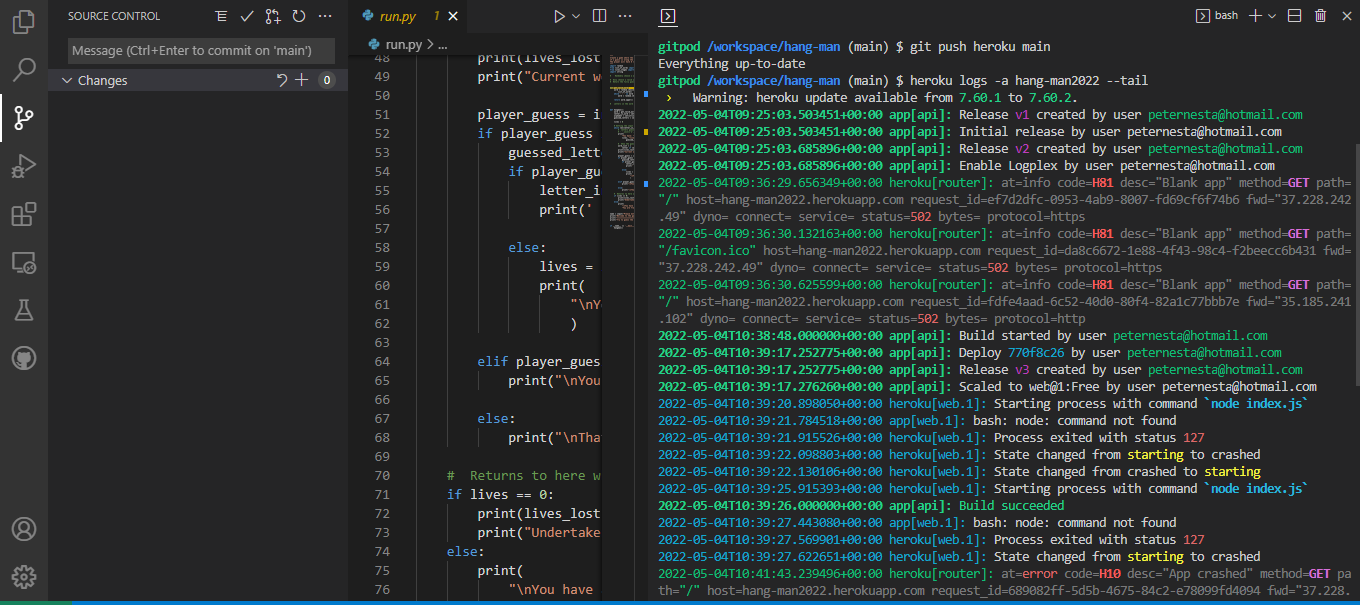 SOURCE CONTROL
Message (Ctrl+Enter to commit on 'main')
Changes
0
run.py 1
run.py > ...
48 print(lives_lost
49 print("Current w
50
51 player_guess = i
52 if player_guess
53 guessed_lett
54 if player_gu
55 letter_i
56 print('
57
58 else:
59 lives =
60 print(
61 "\nY
62 )
63
64 elif player_gues
65 print("\nYou
66
67 else:
68 print("\nTha
69
70 # Returns to here w
71 if lives == 0:
72 print(lives_lost
73 print("Undertake
74 else:
75 print(
76 "\nYou have
bash
gitpod /workspace/hang-man (main) $ git push heroku main
Everything up-to-date
gitpod /workspace/hang-man (main) $ heroku logs -a hang-man2022 --tail
› Warning: heroku update available from 7.60.1 to 7.60.2.
2022-05-04T09:25:03.503451+00:00 app[api]: Release v1 created by user peternesta@hotmail.com
2022-05-04T09:25:03.503451+00:00 app[api]: Initial release by user peternesta@hotmail.com
2022-05-04T09:25:03.685896+00:00 app[api]: Release v2 created by user peternesta@hotmail.com
2022-05-04T09:25:03.685896+00:00 app[api]: Enable Logplex by user peternesta@hotmail.com
2022-05-04T09:36:29.656349+00:00 heroku[router]: at=info code=H81 desc="Blank app" method=GET path=
"/" host=hang-man2022.herokuapp.com request_id=ef7d2dfc-0953-4ab9-8007-fd69cf6f74b6 fwd="37.228.242
.49" dyno= connect= service= status=502 bytes= protocol=https
2022-05-04T09:36:30.132163+00:00 heroku[router]: at=info code=H81 desc="Blank app" method=GET path=
"/favicon.ico" host=hang-man2022.herokuapp.com request_id=da8c6672-1e88-4f43-98c4-f2beecc6b431 fwd=
"37.228.242.49" dyno= connect= service= status=502 bytes= protocol=https
2022-05-04T09:36:30.625599+00:00 heroku[router]: at=info code=H81 desc="Blank app" method=GET path=
"/" host=hang-man2022.herokuapp.com request_id=fdfe4aad-6c52-40d0-80f4-82a1c77bbb7e fwd="35.185.241
.102" dyno= connect= service= status=502 bytes= protocol=http
2022-05-04T10:38:48.000000+00:00 app[api]: Build started by user peternesta@hotmail.com
2022-05-04T10:39:17.252775+00:00 app[api]: Deploy 770f8c26 by user peternesta@hotmail.com
2022-05-04T10:39:17.252775+00:00 app[api]: Release v3 created by user peternesta@hotmail.com
2022-05-04T10:39:17.276260+00:00 app[api]: Scaled to web@1:Free by user peternesta@hotmail.com
2022-05-04T10:39:20.898050+00:00 heroku[web.1]: Starting process with command `node index.js`
2022-05-04T10:39:21.784518+00:00 app[web.1]: bash: node: command not found
2022-05-04T10:39:21.915526+00:00 heroku[web.1]: Process exited with status 127
2022-05-04T10:39:22.098803+00:00 heroku[web.1]: State changed from starting to crashed
2022-05-04T10:39:22.130106+00:00 heroku[web.1]: State changed from crashed to starting
2022-05-04T10:39:25.915393+00:00 heroku[web.1]: Starting process with command `node index.js`
2022-05-04T10:39:26.000000+00:00 app[api]: Build succeeded
2022-05-04T10:39:27.443080+00:00 app[web.1]: bash: node: command not found
2022-05-04T10:39:27.569901+00:00 heroku[web.1]: Process exited with status 127
2022-05-04T10:39:27.622651+00:00 heroku[web.1]: State changed from starting to crashed
2022-05-04T10:41:43.239496+00:00 heroku[router]: at=error code=H10 desc="App crashed" method=GET pa
th="/" host=hang-man2022.herokuapp.com request_id=689082ff-5d5b-4675-84c2-e78099fd4094 fwd="37.228.